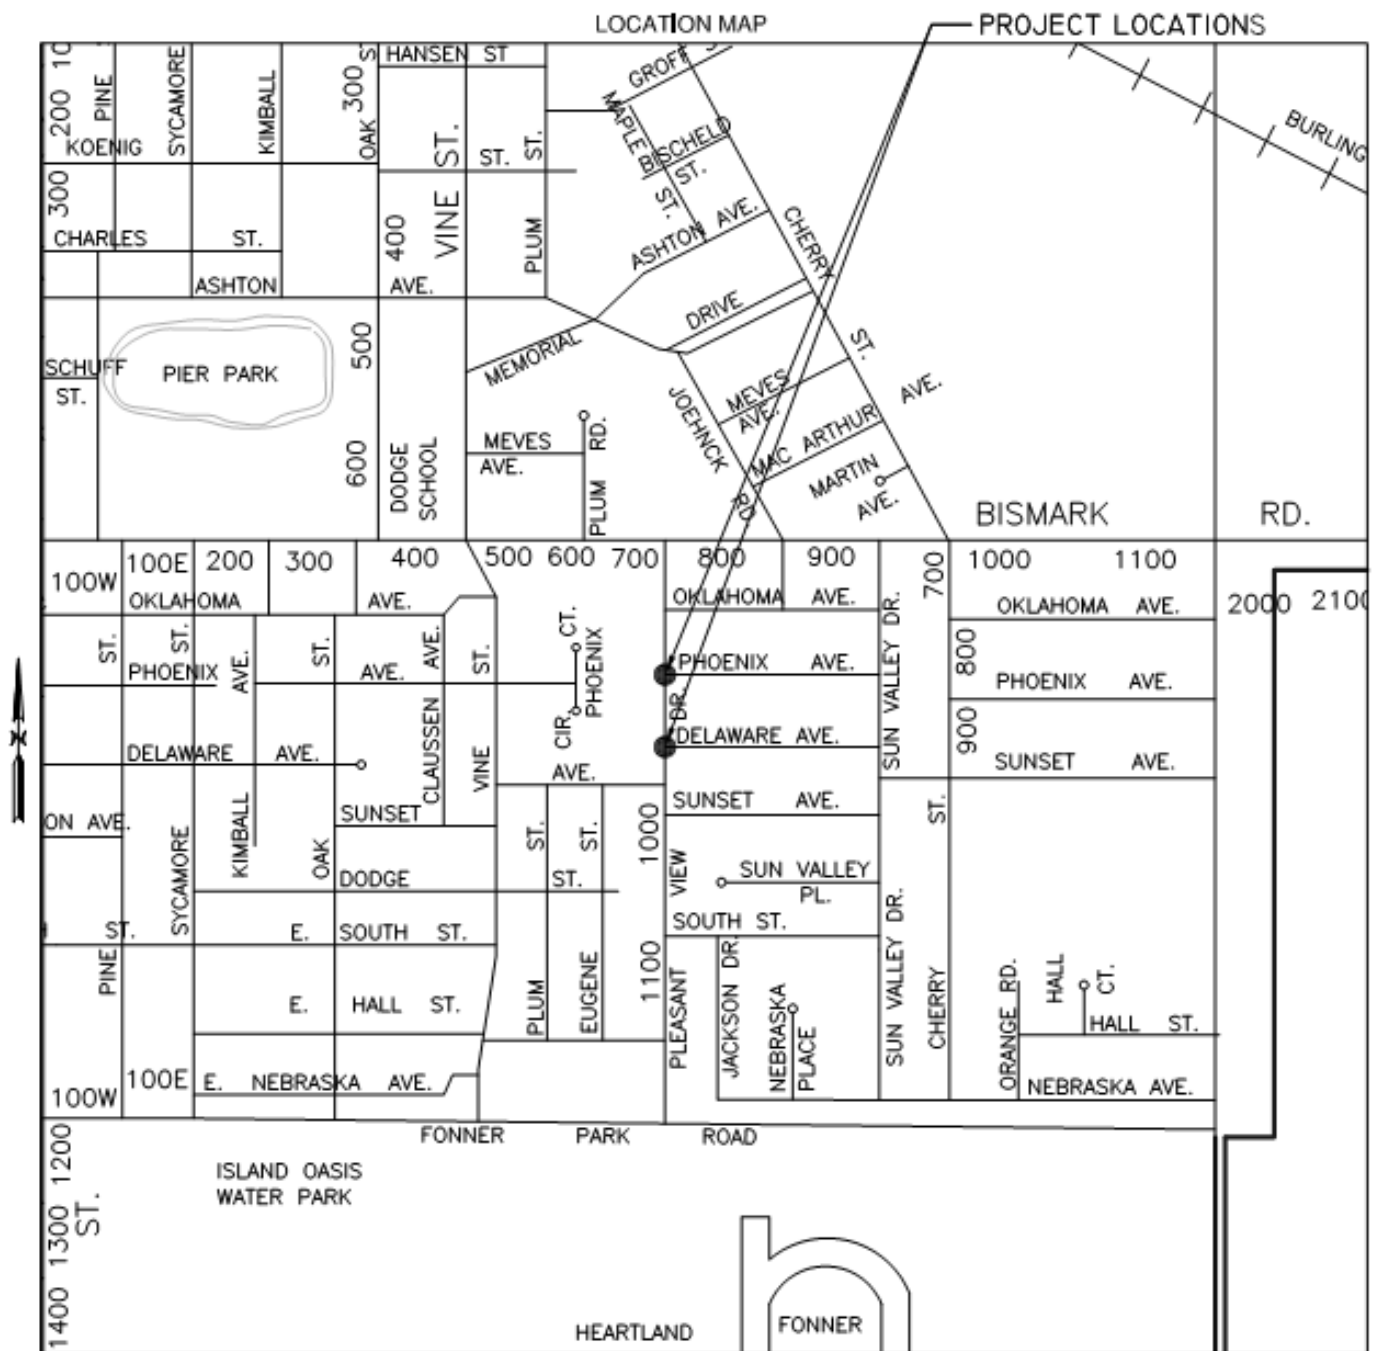 LOCATION MAP
PROJECT LOCATIONS
HANSEN ST
GROFF
10
200
300
PINE
SYCAMORE
KIMBALL
300
OAK
ST
KOENIG
VINE ST.
ST.
ST.
MAPLE
ST.
BISCHELD
ST.
BURLING
CHARLES ST.
400
PLUM
ASHTON AVE.
CHERRY
ST.
ASHTON AVE.
DRIVE
MEMORIAL
500
SCHUFF
ST.
PIER PARK
JOEHNCK
RD
MEVES
AVE.
MAC ARTHUR AVE.
MARTIN
AVE.
600
DODGE
SCHOOL
MEVES
AVE.
PLUM RD.
BISMARK RD.
100W
100E
200
300
400
500
600
700
800
900
700
1000
1100
2000
2100
OKLAHOMA AVE.
OKLAHOMA AVE.
OKLAHOMA AVE.
ST.
ST.
AVE.
ST.
AVE.
ST.
CT.
PHOENIX
CIR.
PHOENIX AVE.
PHOENIX AVE.
PHOENIX AVE.
SUN VALLEY DR.
800
900
DR.
DELAWARE AVE.
DELAWARE AVE.
CLAUSSEN
VINE
AVE.
SUNSET AVE.
SUNSET
SUNSET AVE.
ON AVE.
KIMBALL
OAK
SYCAMORE
ST.
ST.
1000
VIEW
ST.
DODGE ST.
SUN VALLEY
PL.
ST.
E. SOUTH ST.
SOUTH ST.
SUN VALLEY DR.
PINE
E. HALL ST.
PLUM
EUGENE
1100
PLEASANT
JACKSON DR.
NEBRASKA
PLACE
CHERRY
ORANGE RD.
HALL
CT.
HALL ST.
100E
100W
E. NEBRASKA AVE.
NEBRASKA AVE.
FONNER PARK ROAD
1200
1300
1400
ST.
ISLAND OASIS
WATER PARK
HEARTLAND
FONNER